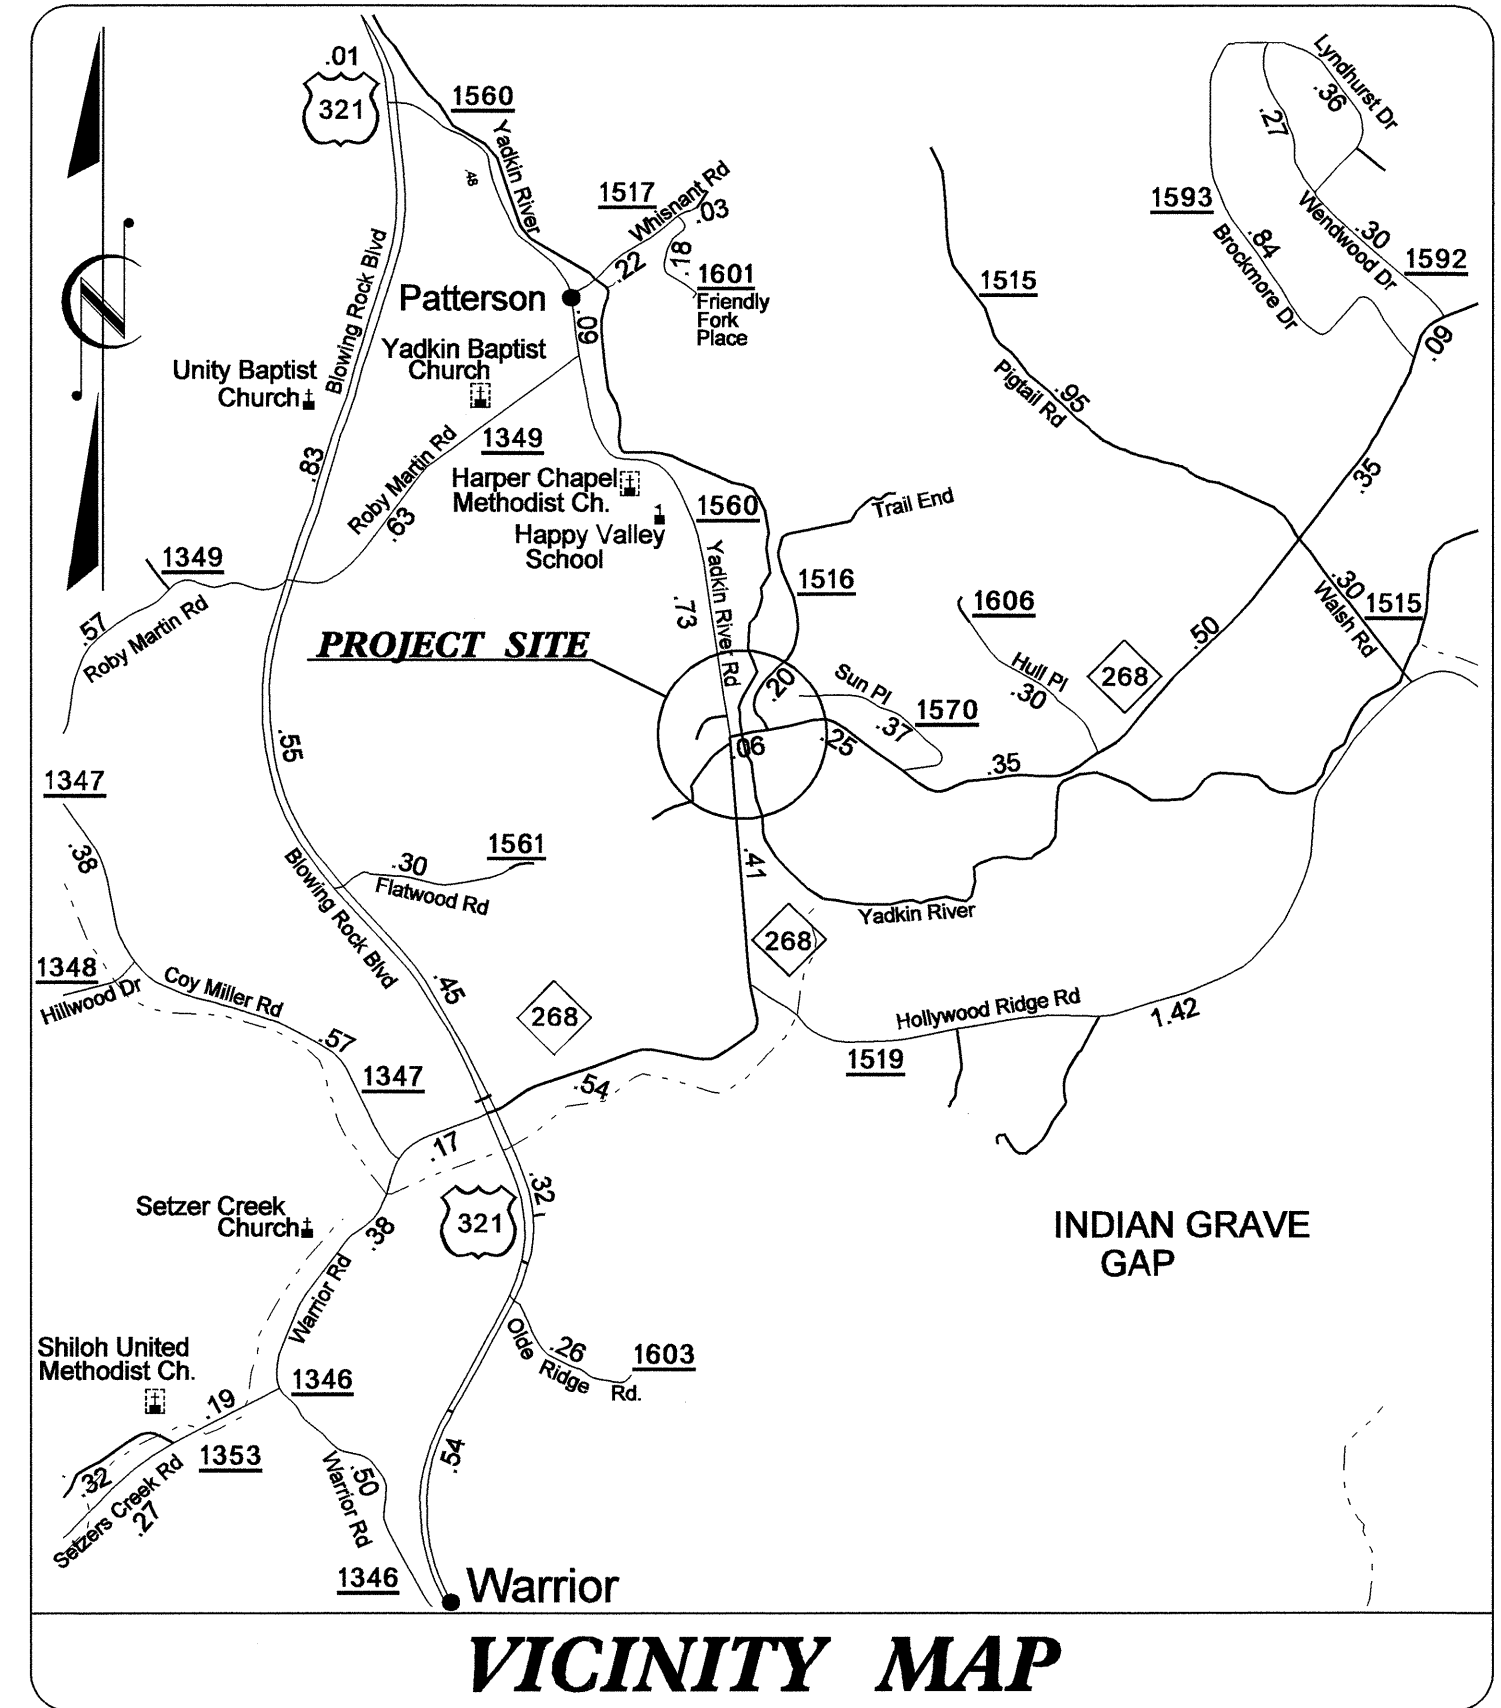 .01
321
1560
Yadkin River
.48
1517
Whisnant Rd
.03
.22
.18
1601
Friendly
Fork
Place
Patterson
.09
Blowing Rock Blvd
Unity Baptist
Church
Yadkin Baptist
Church
.83
Roby Martin Rd
.63
1349
Harper Chapel
Methodist Ch.
Happy Valley
School
1560
Yadkin River Rd
.73
1349
.57
Roby Martin Rd
PROJECT SITE
Lyndhurst Dr
.36
.27
1593
Wendwood Dr
.30
1592
.84
Brockmore Dr
.09
1515
Pigtail Rd
.95
.35
Trail End
1516
1606
Hull Pl
.30
268
.50
.30
Walsh Rd
1515
.20
Sun Pl
.37
1570
.06
.25
.35
.55
1347
.38
1561
.30
Flatwood Rd
Blowing Rock Blvd
.41
Yadkin River
268
1348
Hillwood Dr
Coy Miller Rd
.45
268
Hollywood Ridge Rd
1.42
1519
.57
1347
.54
.17
.32
Setzer Creek
Church
321
.38
Warrior Rd
INDIAN GRAVE
GAP
Shiloh United
Methodist Ch.
Olde Ridge Rd.
.26
1603
1346
.19
1353
.32
Setzers Creek Rd
.27
.50
Warrior Rd
.54
1346
Warrior
VICINITY MAP